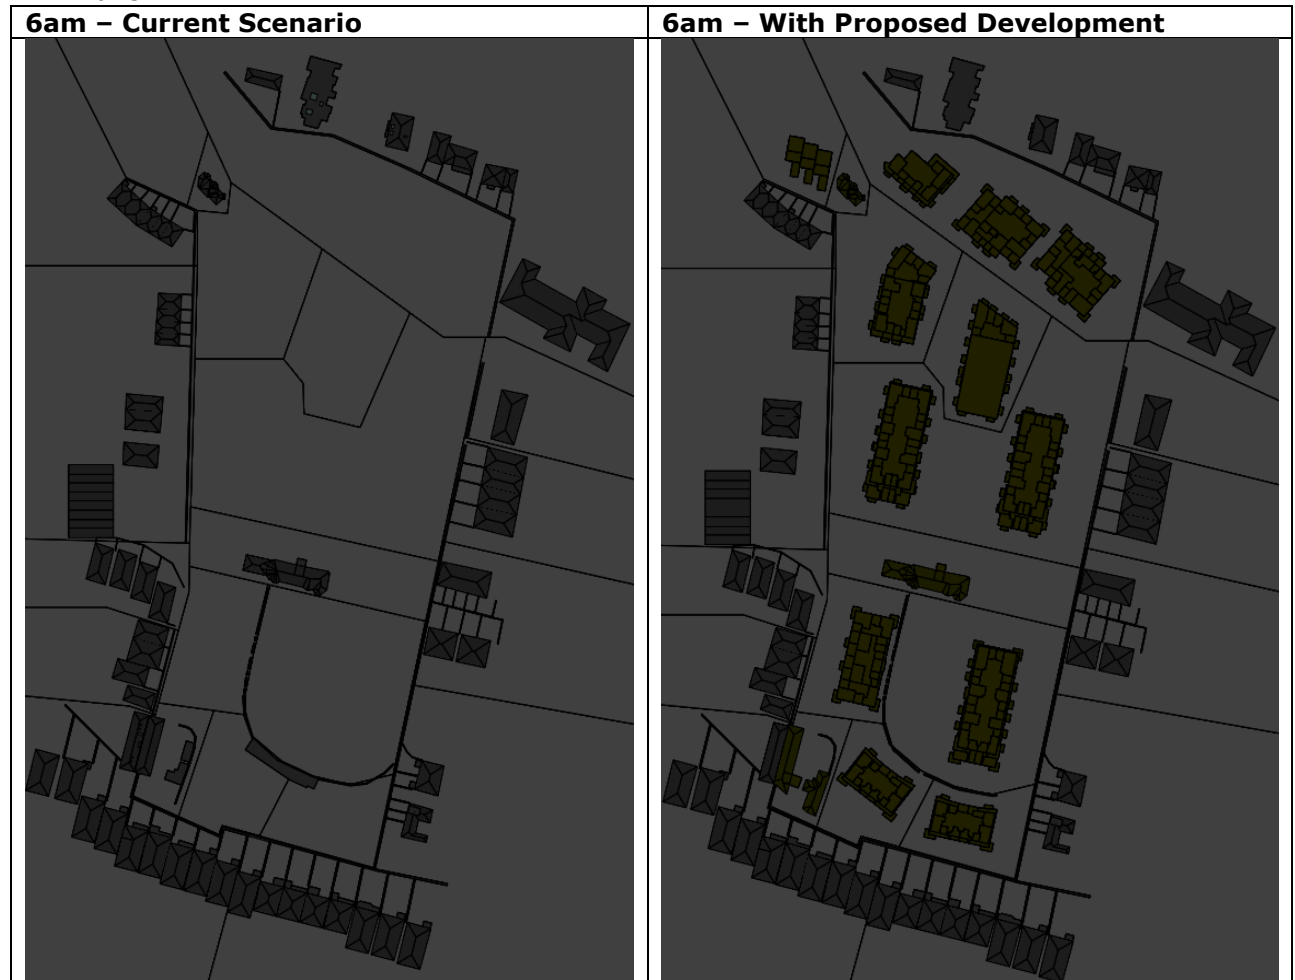 6am – Current Scenario
6am – With Proposed Development